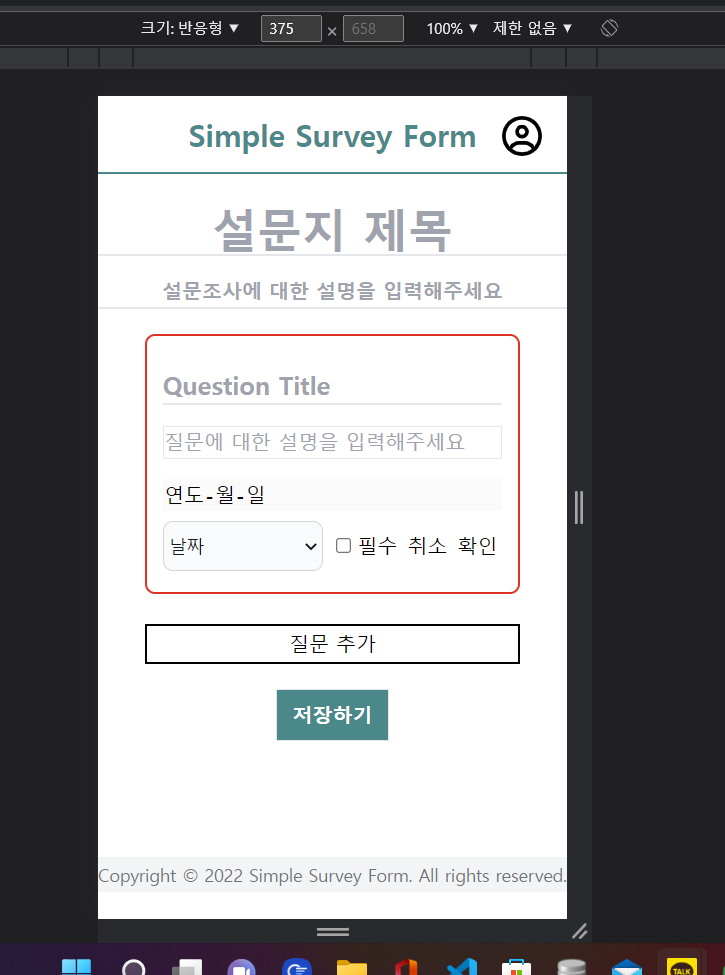 크기: 반응형 ▼ 375 × 658 100% ▼ 제한 없음 ▼
Simple Survey Form
설문지 제목
설문조사에 대한 설명을 입력해주세요
Question Title
질문에 대한 설명을 입력해주세요
연도-월-일
날짜 필수 취소 확인
질문 추가
저장하기
Copyright © 2022 Simple Survey Form. All rights reserved.
TALK